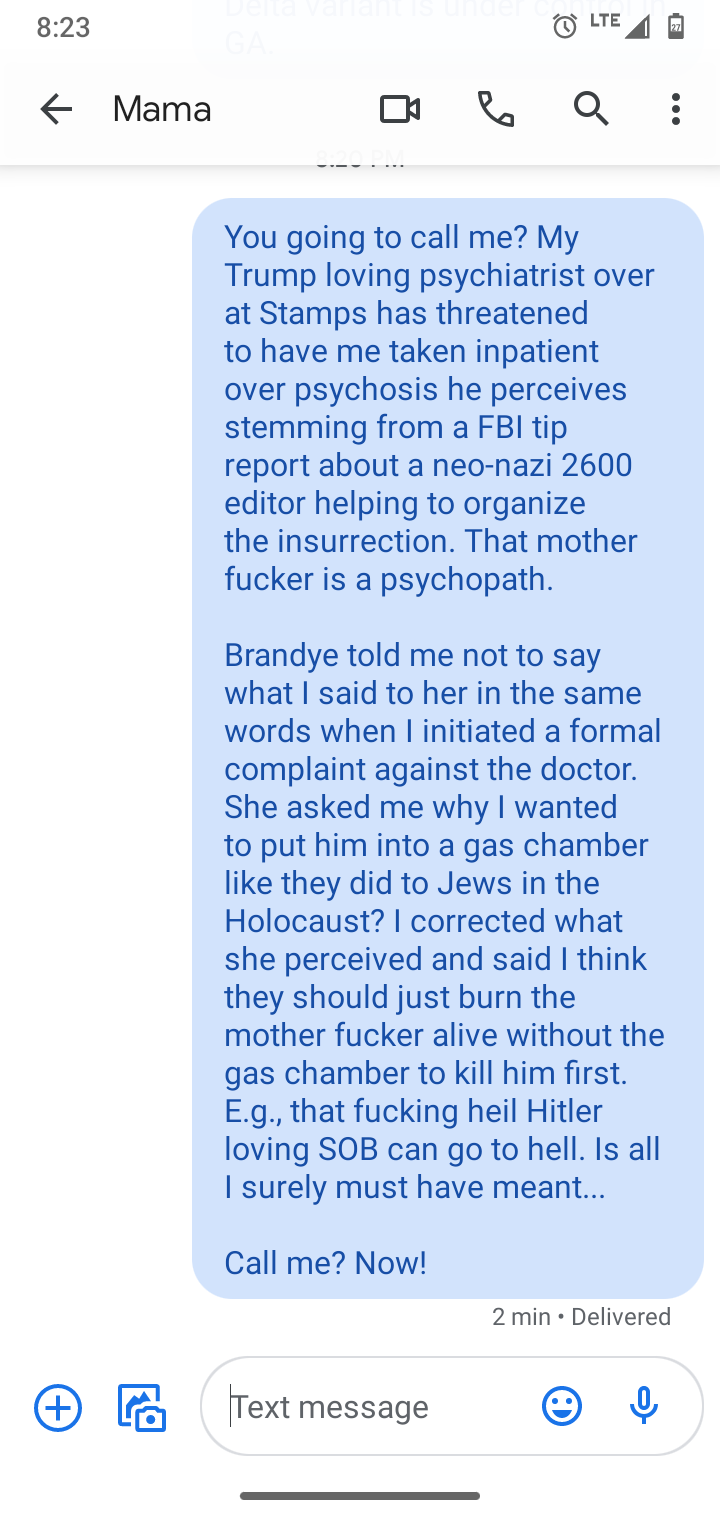 Delta variant is under control in
8:23
LTE
27
GA.
Mama
8:20 PM
You going to call me? My
Trump loving psychiatrist over
at Stamps has threatened
to have me taken inpatient
over psychosis he perceives
stemming from a FBI tip
report about a neo-nazi 2600
editor helping to organize
the insurrection. That mother
fucker is a psychopath.
Brandye told me not to say
what I said to her in the same
words when I initiated a formal
complaint against the doctor.
She asked me why I wanted
to put him into a gas chamber
like they did to Jews in the
Holocaust? I corrected what
she perceived and said I think
they should just burn the
mother fucker alive without the
gas chamber to kill him first.
E.g., that fucking heil Hitler
loving SOB can go to hell. Is all
I surely must have meant...
Call me? Now!
2 min • Delivered
Text message